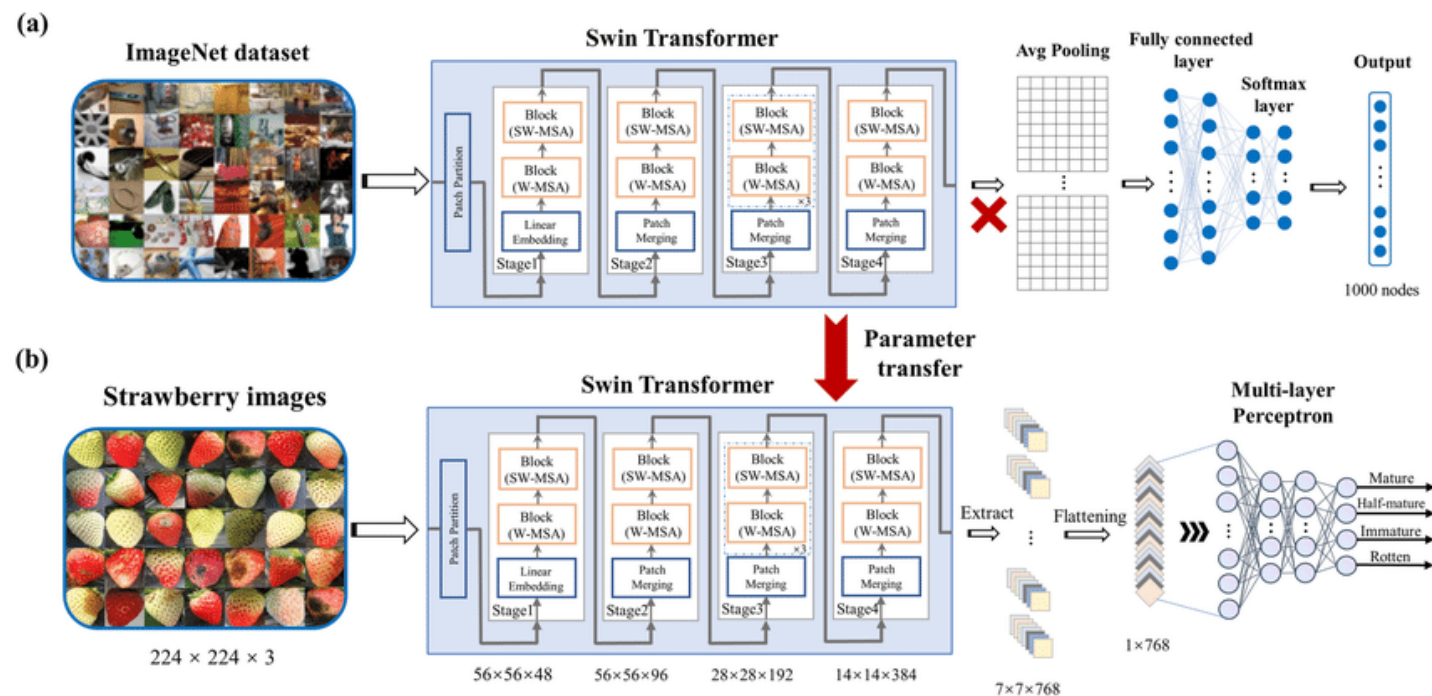 (a)
ImageNet dataset
Swin Transformer
Patch Partition
Block
(SW-MSA)
Block
(W-MSA)
Linear
Embedding
Stage1
Block
(SW-MSA)
Block
(W-MSA)
Patch
Merging
Stage2
Block
(SW-MSA)
Block
(W-MSA)
×3
Patch
Merging
Stage3
Block
(SW-MSA)
Block
(W-MSA)
Patch
Merging
Stage4
Avg Pooling
Fully connected
layer
Softmax
layer
Output
1000 nodes
Parameter
transfer
(b)
Strawberry images
224 × 224 × 3
Swin Transformer
Patch Partition
Block
(SW-MSA)
Block
(W-MSA)
Linear
Embedding
Stage1
Block
(SW-MSA)
Block
(W-MSA)
Patch
Merging
Stage2
Block
(SW-MSA)
Block
(W-MSA)
×3
Patch
Merging
Stage3
Block
(SW-MSA)
Block
(W-MSA)
Patch
Merging
Stage4
56×56×48
56×56×96
28×28×192
14×14×384
Extract
7×7×768
Flattening
1×768
Multi-layer
Perceptron
Mature
Half-mature
Immature
Rotten